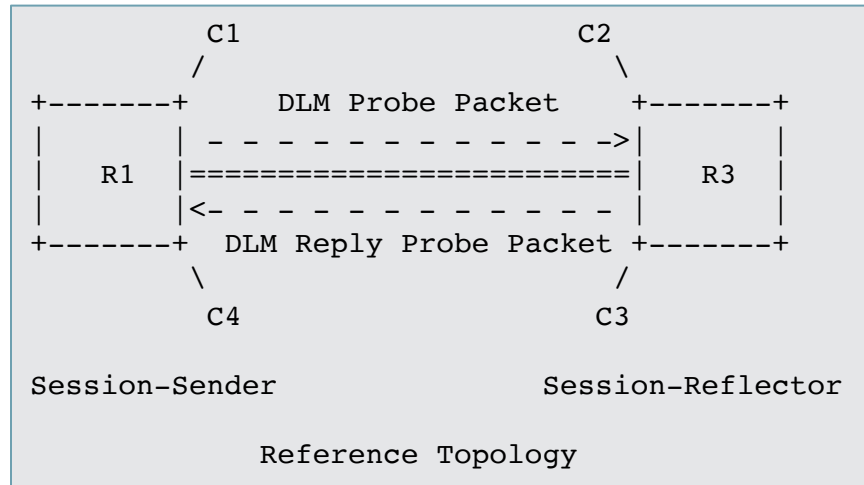 C1 C2
/ \
+-------+ DLM Probe Packet +-------+
| | - - - - - - - - - - - - - ->| |
| R1 |=========================| R3 |
| |<- - - - - - - - - - - - - | |
+-------+ DLM Reply Probe Packet +-------+
\ /
C4 C3
Session-Sender Session-Reflector
Reference Topology